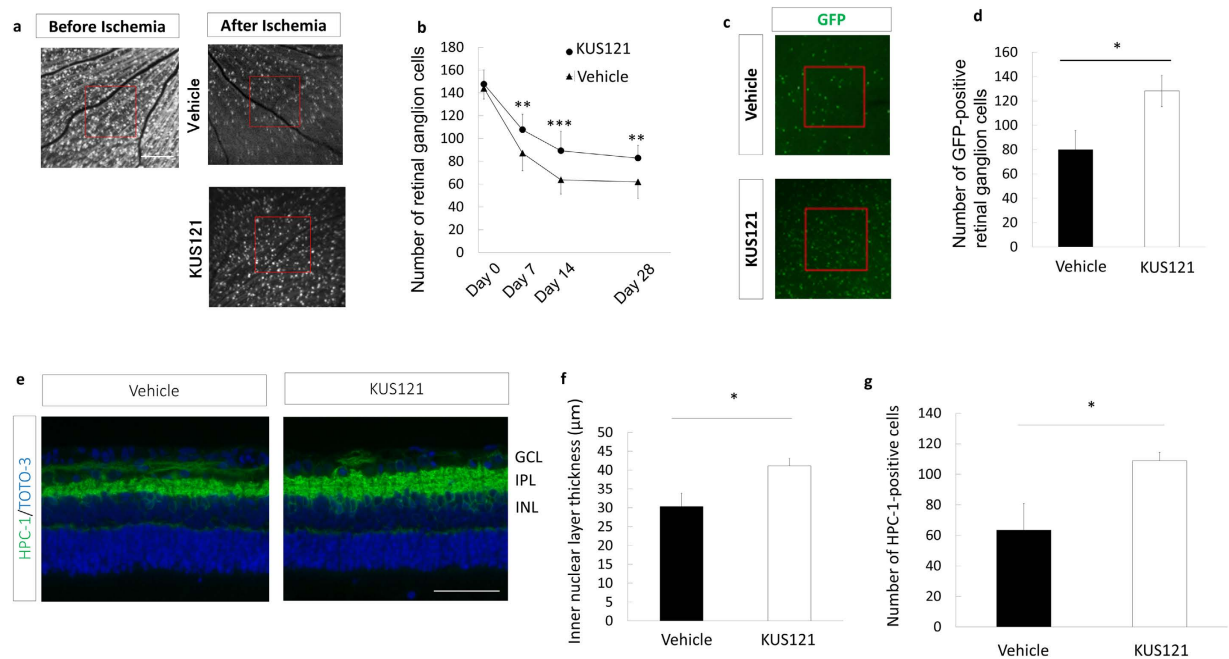 a
Before Ischemia
After Ischemia
Vehicle
KUS121
b
Number of retinal ganglion cells
180
160
140
120
100
80
60
40
20
0
KUS121
Vehicle
**
***
**
Day 0
Day 7
Day 14
Day 28
c
GFP
Vehicle
KUS121
d
Number of GFP-positive
retinal ganglion cells
160
140
120
100
80
60
40
20
0
*
Vehicle
KUS121
e
Vehicle
KUS121
HPC-1/TOTO-3
GCL
IPL
INL
f
Inner nuclear layer thickness (μm)
50
45
40
35
30
25
20
15
10
5
0
*
Vehicle
KUS121
g
Number of HPC-1-positive cells
140
120
100
80
60
40
20
0
*
Vehicle
KUS121